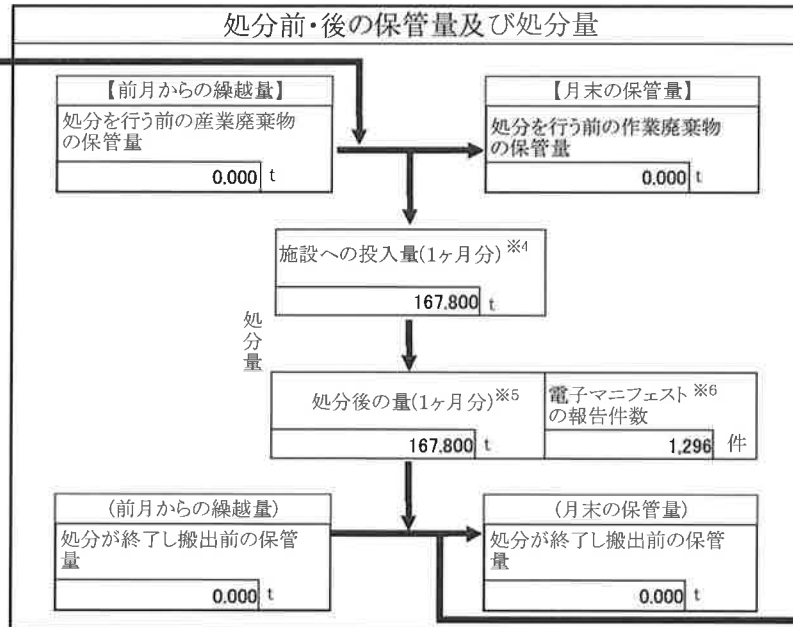 処分前・後の保管量及び処分量
【前月からの繰越量】
処分を行う前の産業廃棄物
の保管量
0.000 t
【月末の保管量】
処分を行う前の作業廃棄物
の保管量
0.000 t
施設への投入量(1ヶ月分)※4
167.800 t
処分量
処分後の量(1ヶ月分)※5
167.800 t
電子マニフェスト※6
の報告件数
1,296 件
(前月からの繰越量)
処分が終了し搬出前の保管
量
0.000 t
(月末の保管量)
処分が終了し搬出前の保管
量
0.000 t